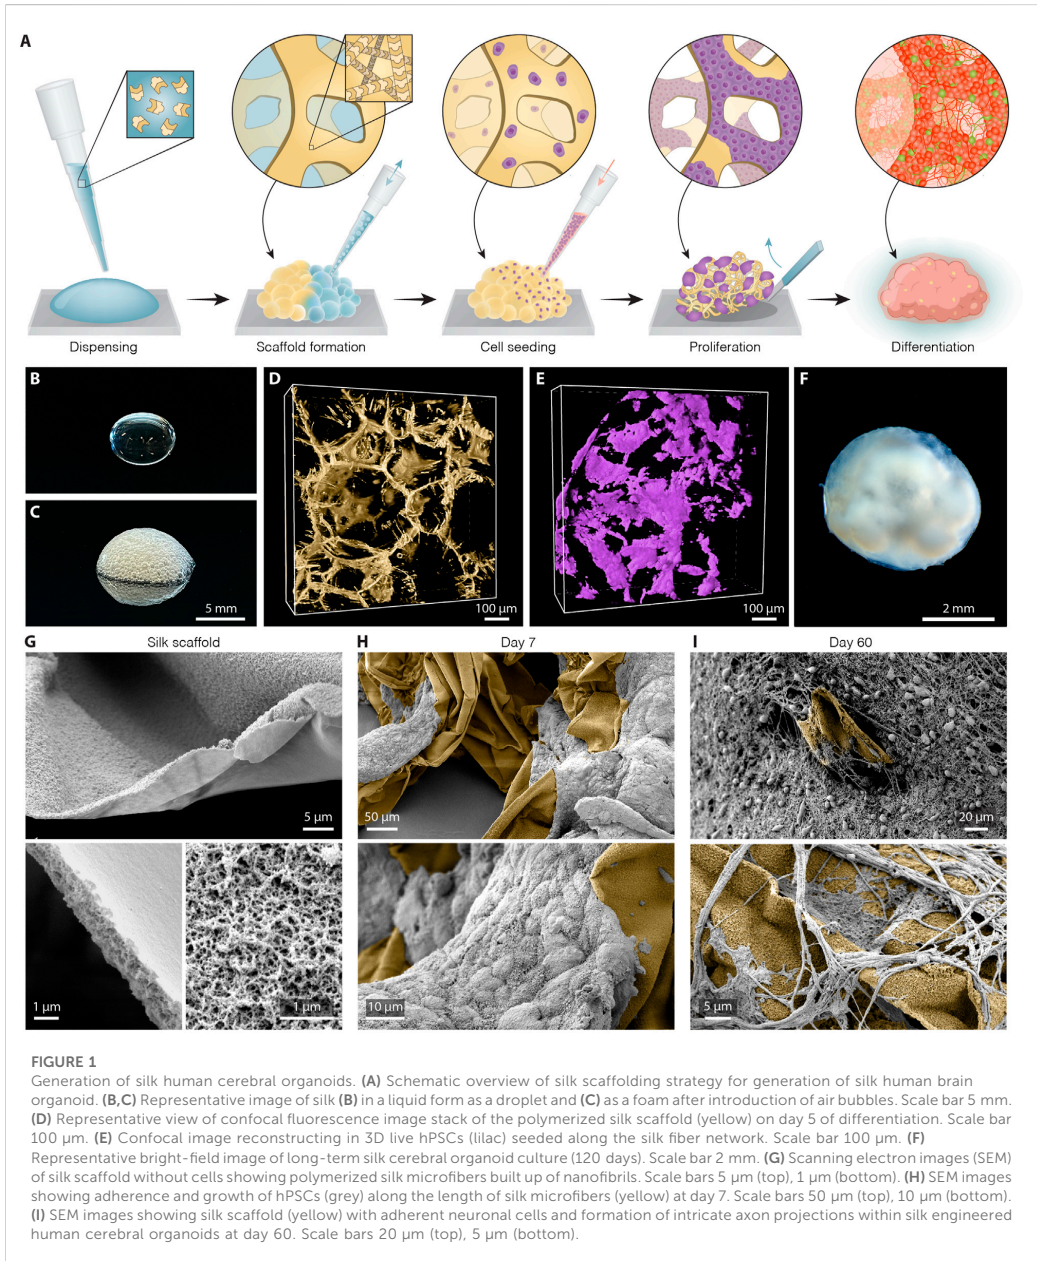 A
Dispensing
Scaffold formation
Cell seeding
Proliferation
Differentiation
B
C
5 mm
D
100 µm
E
100 µm
F
2 mm
G
Silk scaffold
5 µm
1 µm
1 µm
H
Day 7
50 µm
10 µm
I
Day 60
20 µm
5 µm
FIGURE 1
Generation of silk human cerebral organoids. (A) Schematic overview of silk scaffolding strategy for generation of silk human brain
organoid. (B,C) Representative image of silk (B) in a liquid form as a droplet and (C) as a foam after introduction of air bubbles. Scale bar 5 mm.
(D) Representative view of confocal fluorescence image stack of the polymerized silk scaffold (yellow) on day 5 of differentiation. Scale bar
100 µm. (E) Confocal image reconstructing in 3D live hPSCs (lilac) seeded along the silk fiber network. Scale bar 100 µm. (F)
Representative bright-field image of long-term silk cerebral organoid culture (120 days). Scale bar 2 mm. (G) Scanning electron images (SEM)
of silk scaffold without cells showing polymerized silk microfibers built up of nanofibrils. Scale bars 5 µm (top), 1 µm (bottom). (H) SEM images
showing adherence and growth of hPSCs (grey) along the length of silk microfibers (yellow) at day 7. Scale bars 50 µm (top), 10 µm (bottom).
(I) SEM images showing silk scaffold (yellow) with adherent neuronal cells and formation of intricate axon projections within silk engineered
human cerebral organoids at day 60. Scale bars 20 µm (top), 5 µm (bottom).